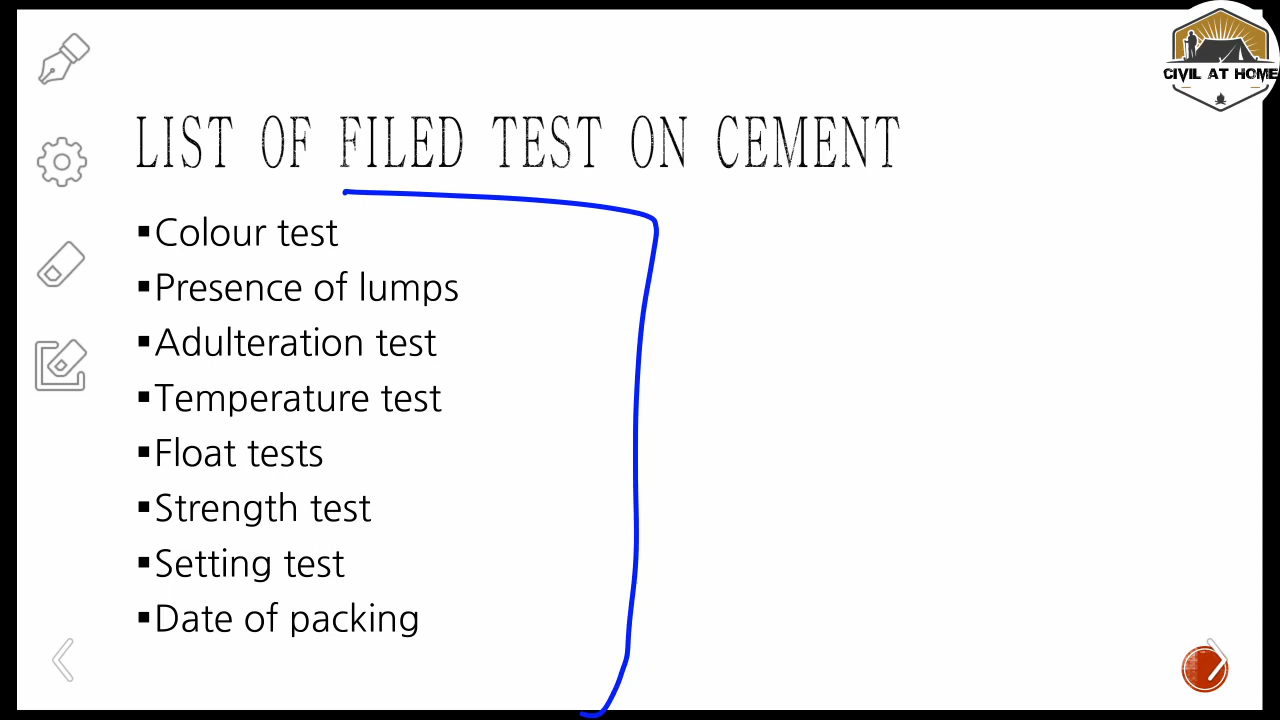 CIVIL AT HOME
LIST OF FILED TEST ON CEMENT
▪Colour test
▪Presence of lumps
▪Adulteration test
▪Temperature test
▪Float tests
▪Strength test
▪Setting test
▪Date of packing